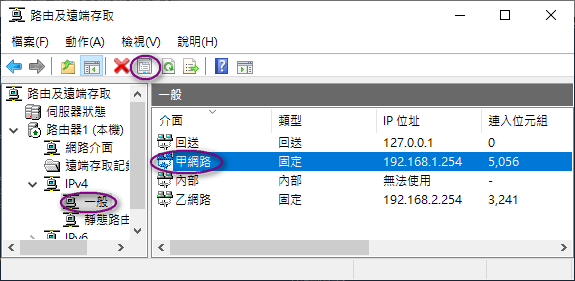 路由及遠端存取
檔案(F) 動作(A) 檢視(V) 說明(H)
路由及遠端存取
伺服器狀態
路由器1 (本機)
網路介面
遠端存取記錄
IPv4
一般
靜態路由
IPv6
一般
介面 類型 IP 位址 連入位元組
回送 回送 127.0.0.1 0
甲網路 固定 192.168.1.254 5,056
內部 內部 無法使用 -
乙網路 固定 192.168.2.254 3,241